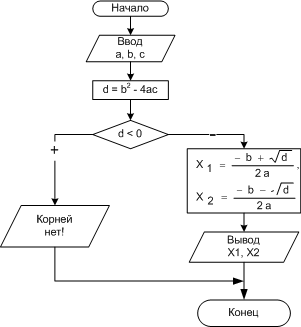 Начало
Ввод
a, b, c
d = b² - 4ac
d < 0
+
-
X 1 = (− b + √d) / 2 a ,
X 2 = (− b − √d) / 2 a
Корней
нет!
Вывод
X1, X2
Конец